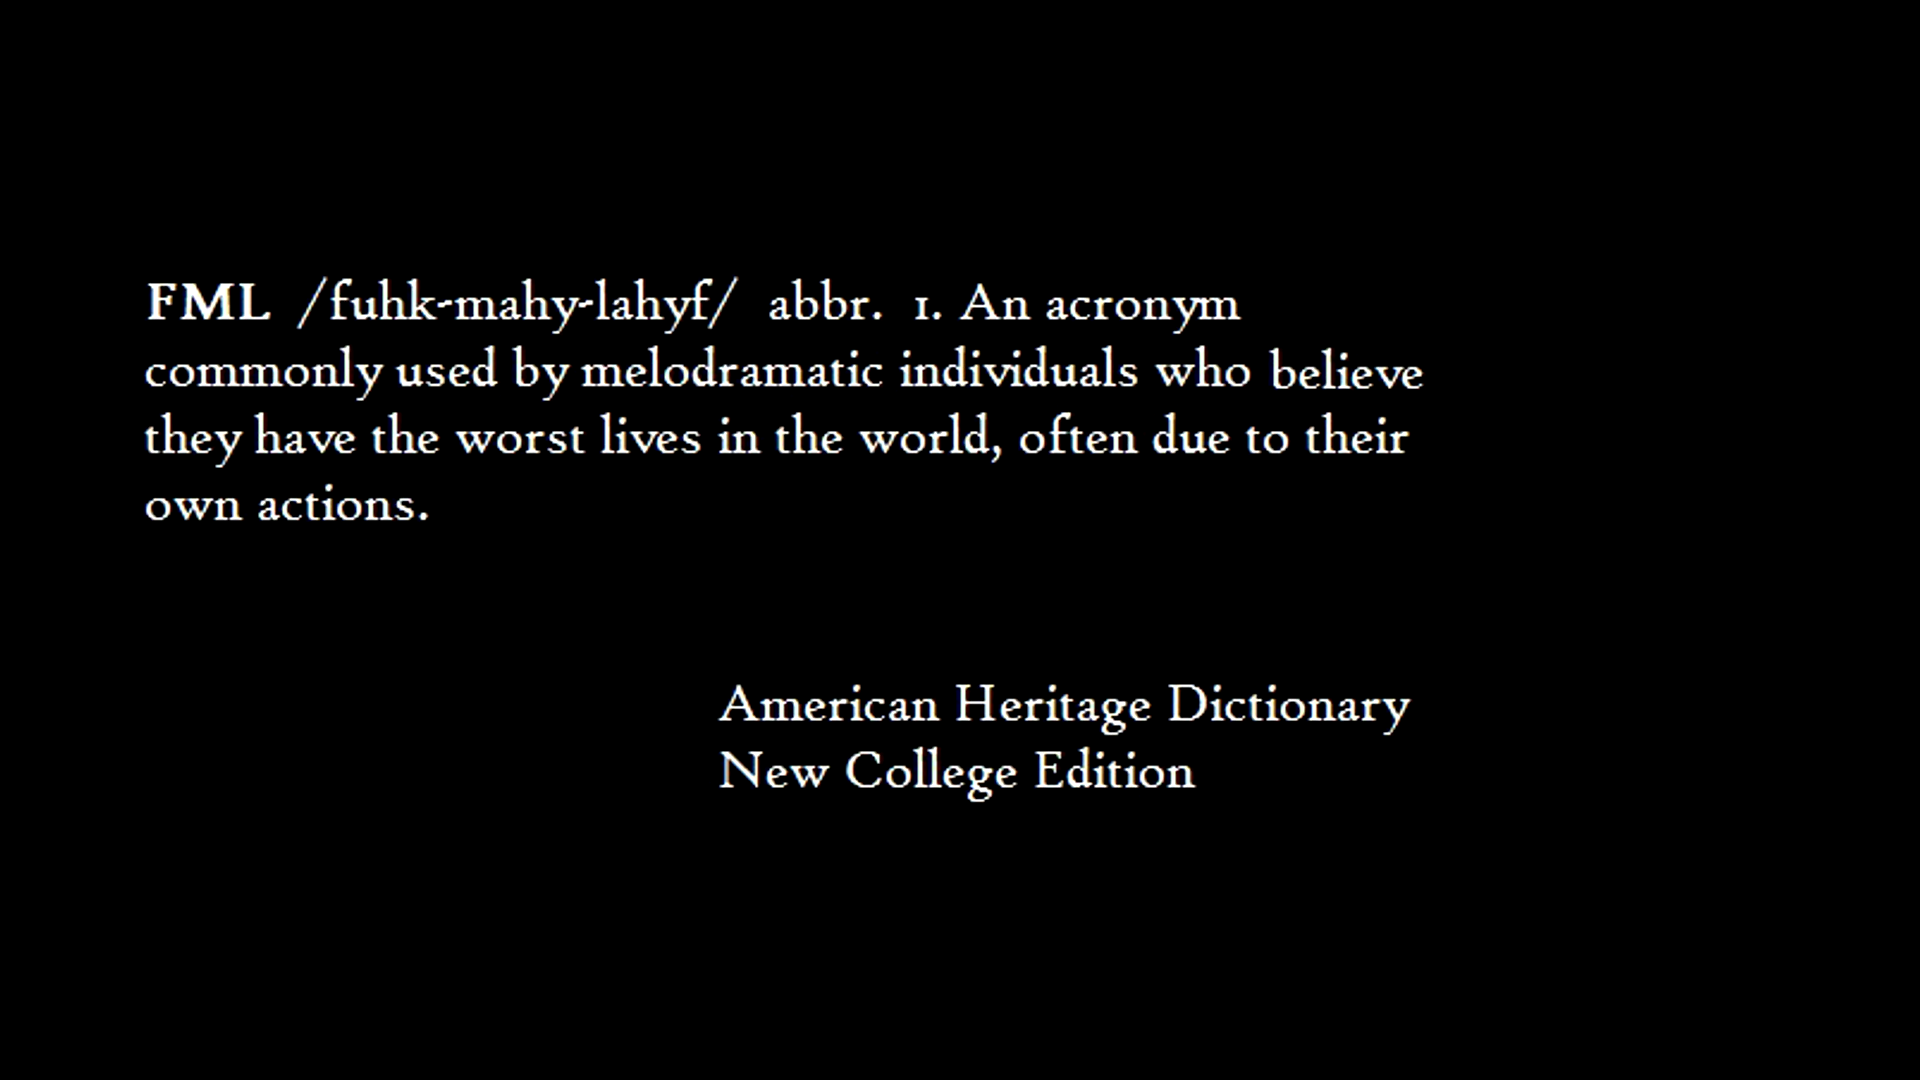 FML /fuhk-mahy-lahyf/ abbr. 1. An acronym
commonly used by melodramatic individuals who believe
they have the worst lives in the world, often due to their
own actions.
American Heritage Dictionary
New College Edition